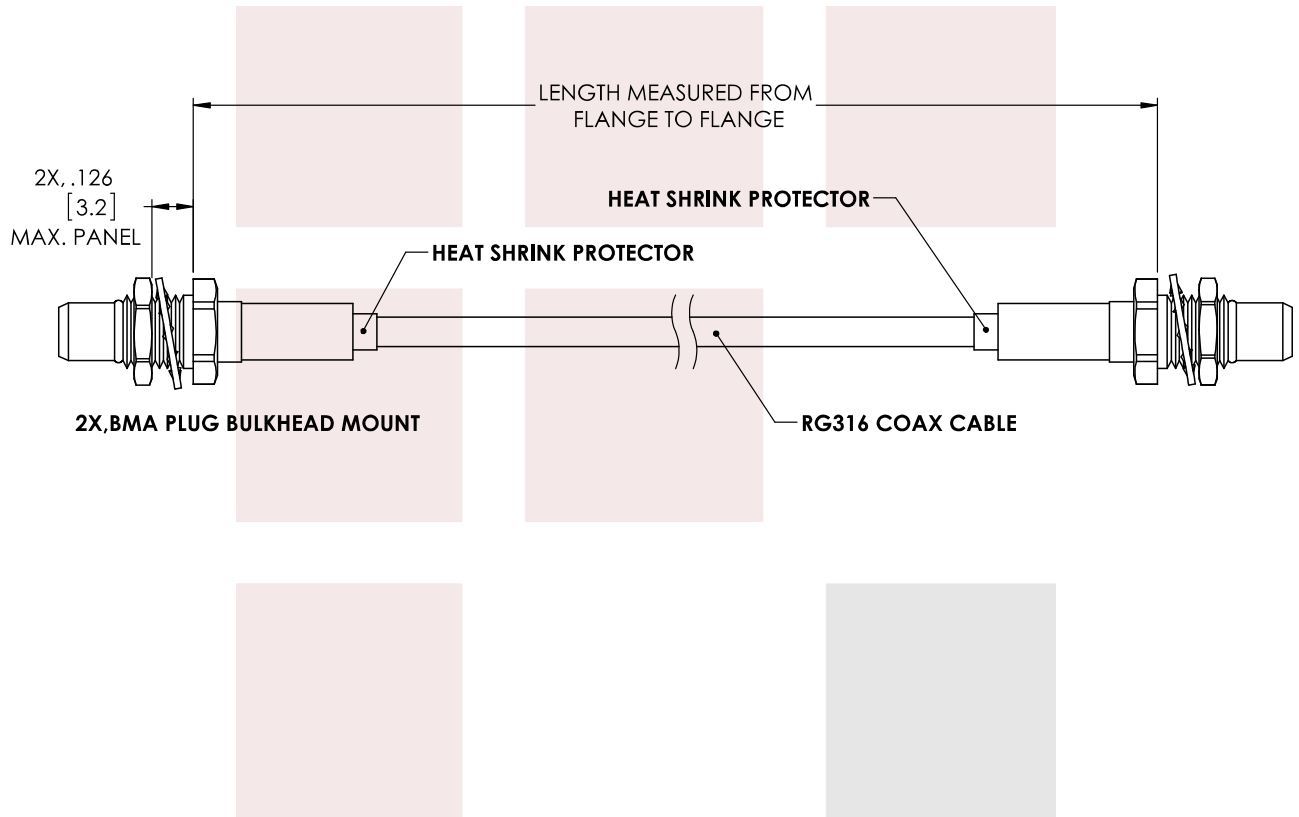 LENGTH MEASURED FROM
FLANGE TO FLANGE
2X, .126
[3.2]
MAX. PANEL
HEAT SHRINK PROTECTOR
HEAT SHRINK PROTECTOR
2X,BMA PLUG BULKHEAD MOUNT
RG316 COAX CABLE